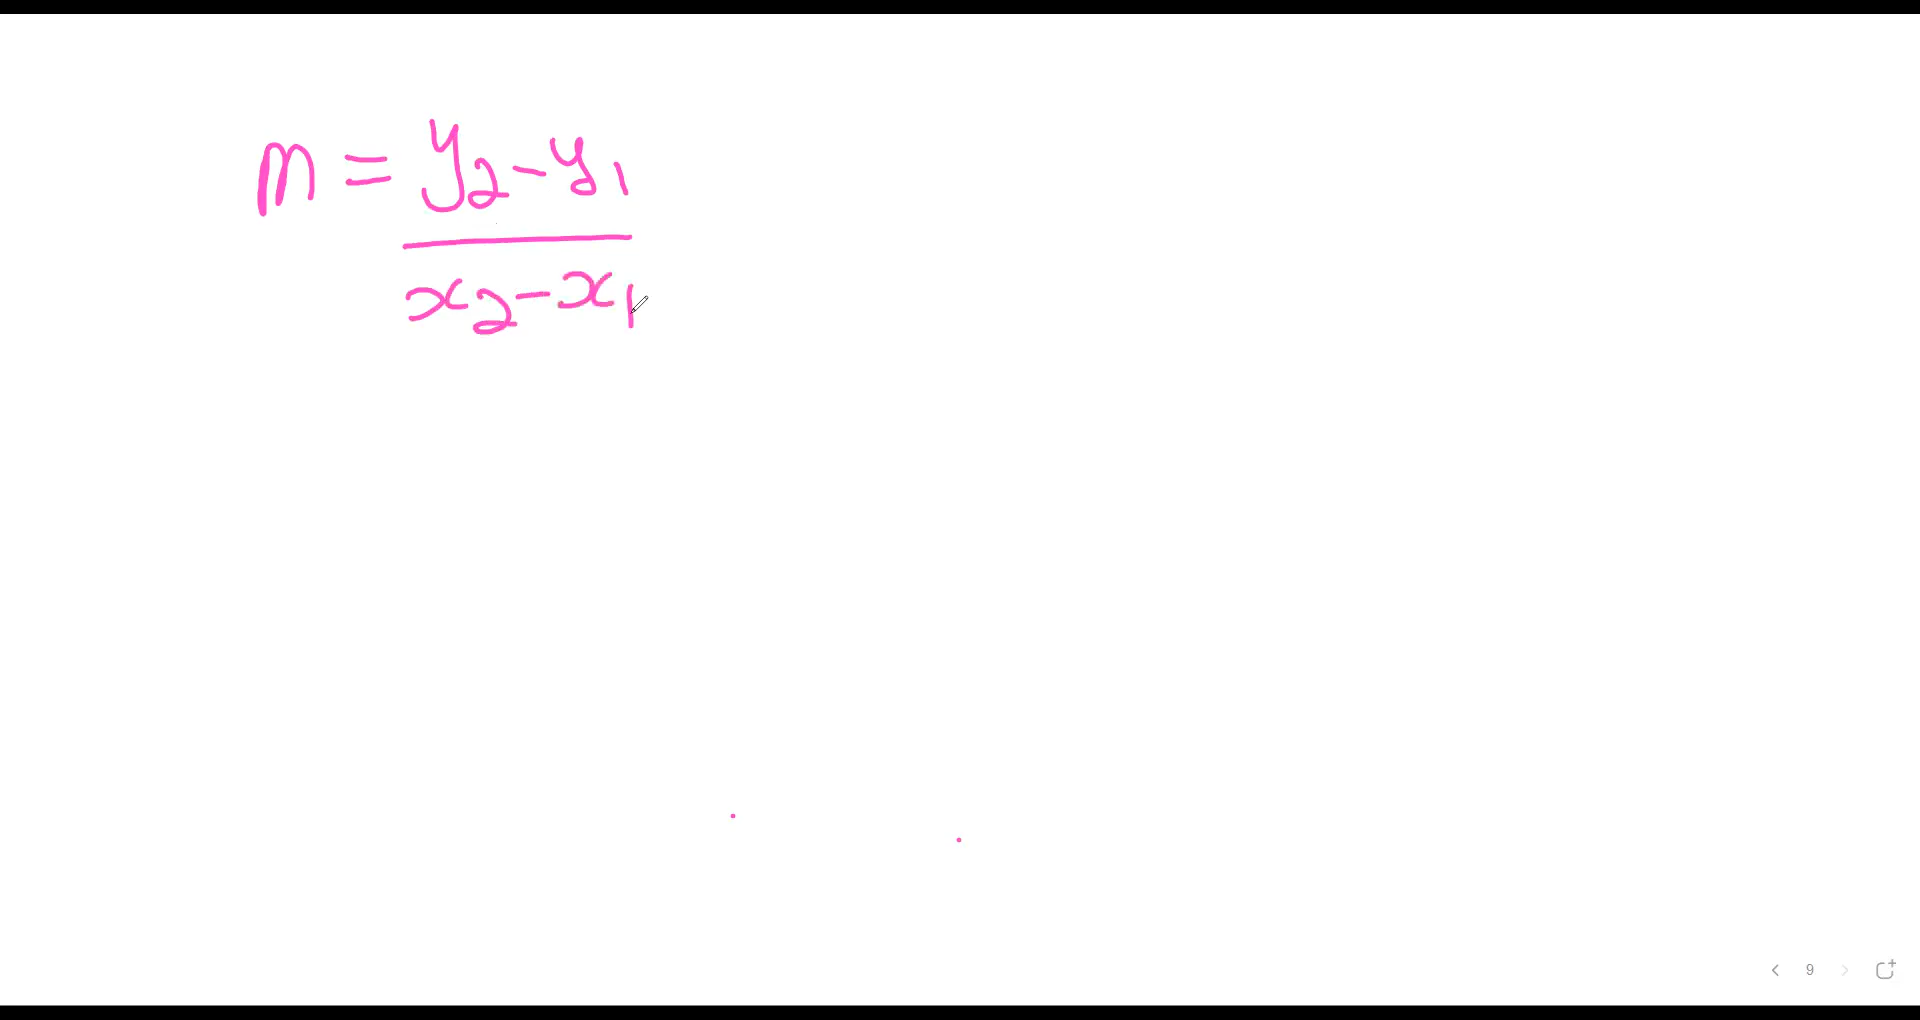 m = y₂ - y₁
x₂ - x₁
9